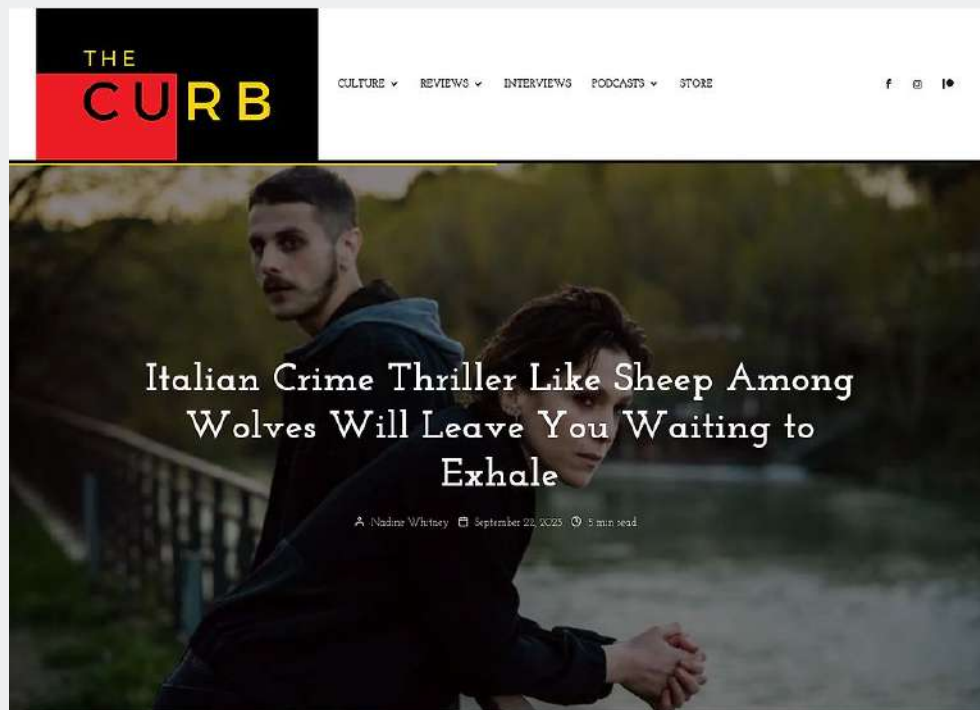 THE
CURB
CULTURE REVIEWS INTERVIEWS PODCASTS STORE
Italian Crime Thriller Like Sheep Among
Wolves Will Leave You Waiting to
Exhale
Nadine Whitney September 22, 2023 5 min read